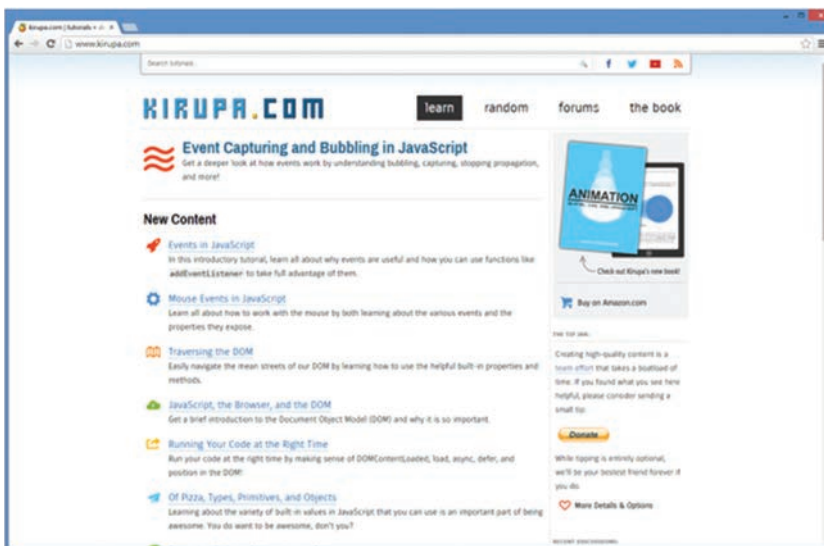 kirupa.com | tutorials
www.kirupa.com
Search tutorials
KIRUPA.COM
learn random forums the book
Event Capturing and Bubbling in JavaScript
Get a deeper look at how events work by understanding bubbling, capturing, stopping propagation,
and more!
New Content
Events in JavaScript
In this introductory tutorial, learn all about why events are useful and how you can use functions like
addEventListener to take full advantage of them.
Mouse Events in JavaScript
Learn all about how to work with the mouse by both learning about the various events and the
properties they expose.
Traversing the DOM
Easily navigate the mean streets of our DOM by learning how to use the helpful built-in properties and
methods.
JavaScript, the Browser, and the DOM
Get a brief introduction to the Document Object Model (DOM) and why it is so important.
Running Your Code at the Right Time
Run your code at the right time by making sense of DOMContentLoaded, load, async, defer, and
position in the DOM!
Of Pizza, Types, Primitives, and Objects
Learning about the variety of built-in values in JavaScript that you can use is an important part of being
awesome. You do want to be awesome, don't you?
ANIMATION
Check out Kirupa's new book!
Buy on Amazon.com
THE TIP JAR:
Creating high-quality content is a
team effort that takes a boatload of
time. If you found what you see here
helpful, please consider sending a
small tip.
Donate
While tipping is entirely optional,
we'll be your bestest friend forever if
you do.
More Details & Options